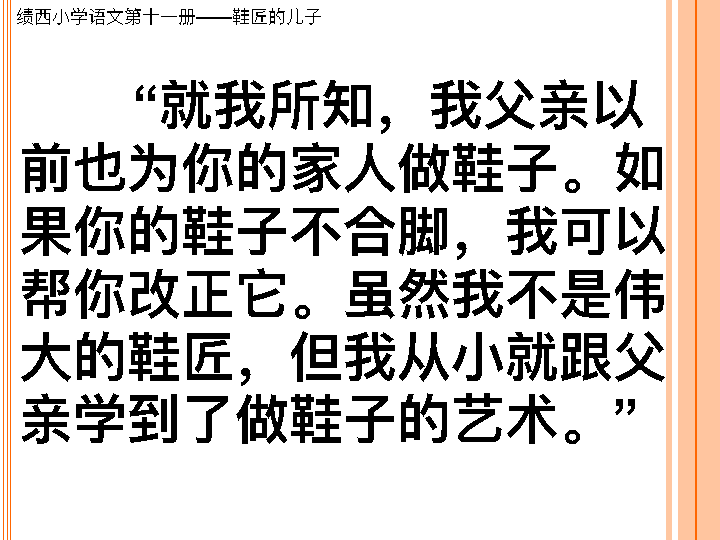 绩西小学语文第十一册——鞋匠的儿子
“就我所知，我父亲以
前也为你的家人做鞋子。如
果你的鞋子不合脚，我可以
帮你改正它。虽然我不是伟
大的鞋匠，但我从小就跟父
亲学到了做鞋子的艺术。”